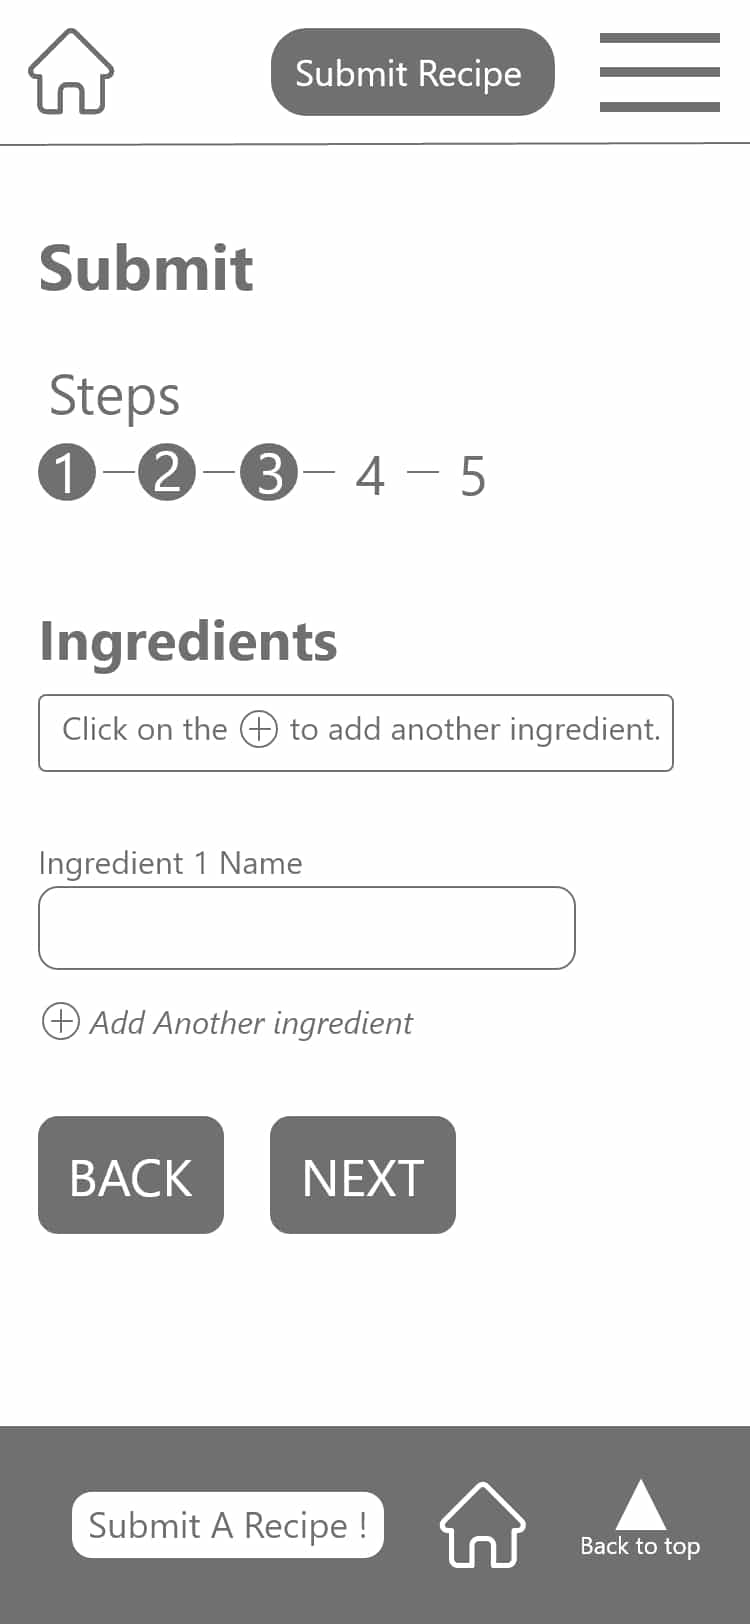 Submit Recipe
Submit
Steps
1 – 2 – 3 – 4 – 5
Ingredients
Click on the ⊕ to add another ingredient.
Ingredient 1 Name
⊕ Add Another ingredient
BACK NEXT
Submit A Recipe !
Back to top